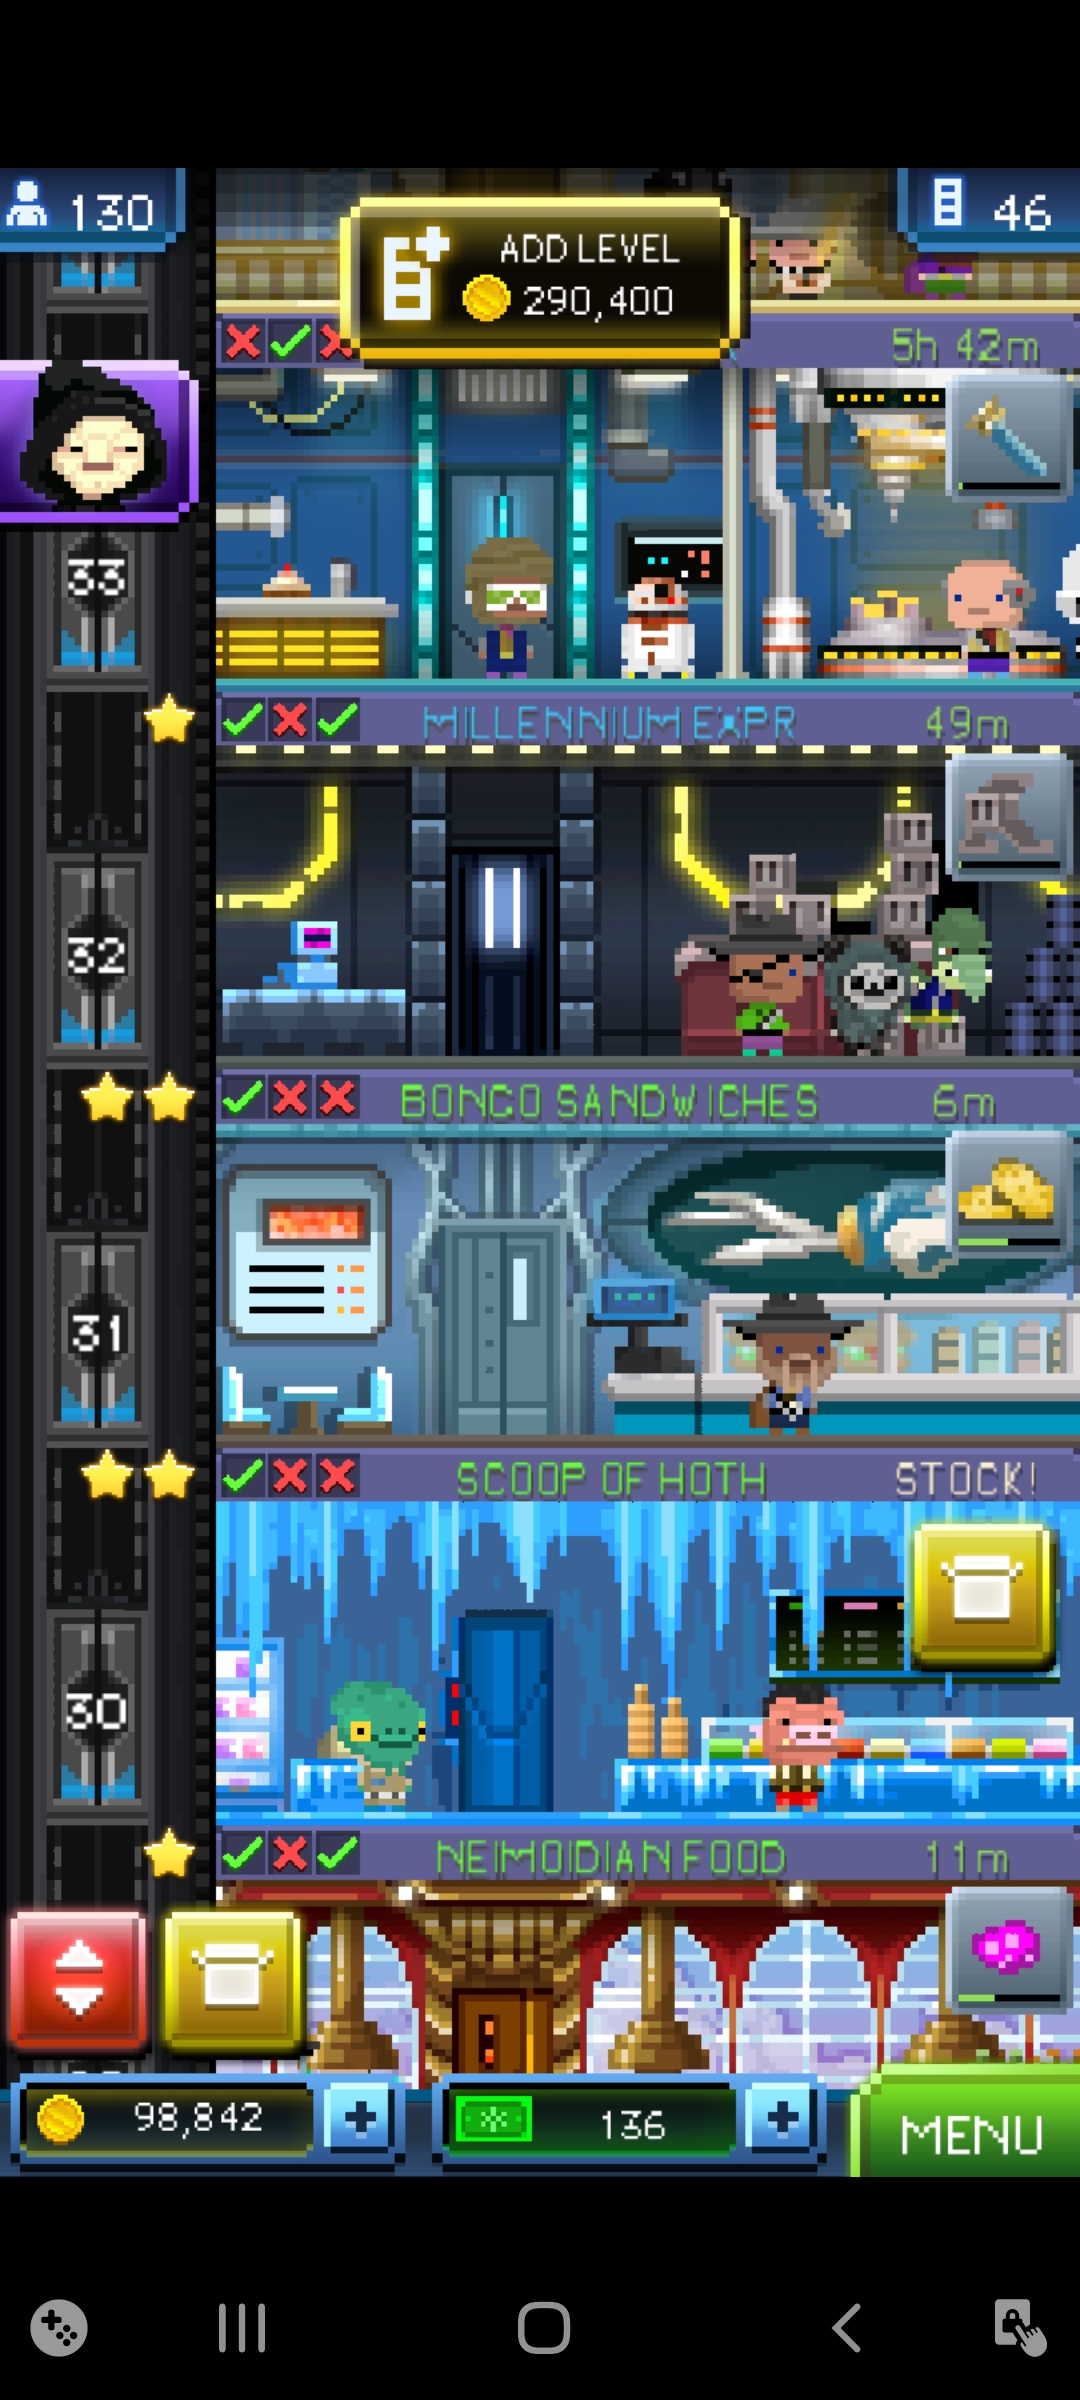 130
ADD LEVEL
290,400
46
5h 42m
33
MILLENNIUM EXPR
49m
32
BONGO SANDWICHES
6m
31
SCOOP OF HOTH
STOCK!
30
NEIMOIDIAN FOOD
11m
98,842
136
MENU